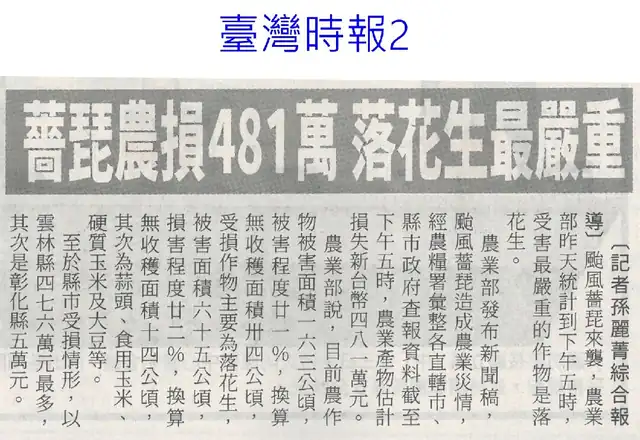 臺灣時報2
薔琵農損481萬 落花生最嚴重
〔記者孫麗菁綜合報
導〕颱風薔琵來襲，農業
部昨天統計到下午五時，
受害最嚴重的作物是落
花生。
農業部發布新聞稿，
颱風薔琵造成農業災情，
經農糧署彙整各直轄市、
縣市政府查報資料截至
下午五時，農業產物估計
損失新台幣四八一萬元。
農業部說，目前農作
物被害面積一六三公頃，
被害程度廿一%，換算
無收穫面積卅四公頃，
受損作物主要為落花生，
被害面積六十五公頃，
損害程度廿二%，換算
無收穫面積十四公頃，
其次為蒜頭、食用玉米、
硬質玉米及大豆等。
至於縣市受損情形，以
雲林縣四七六萬元最多，
其次是彰化縣五萬元。